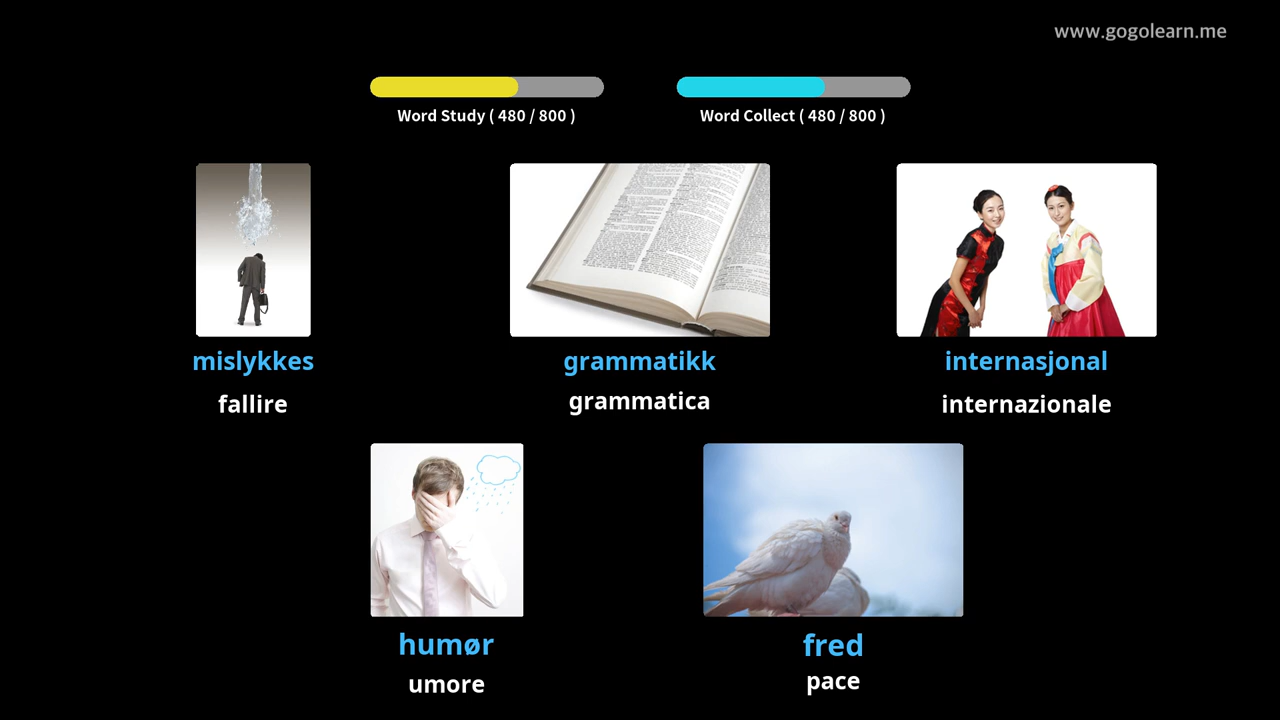 www.gogolearn.me
Word Study ( 480 / 800 )
Word Collect ( 480 / 800 )
mislykkes
fallire
grammatikk
grammatica
internasjonal
internazionale
humør
umore
fred
pace